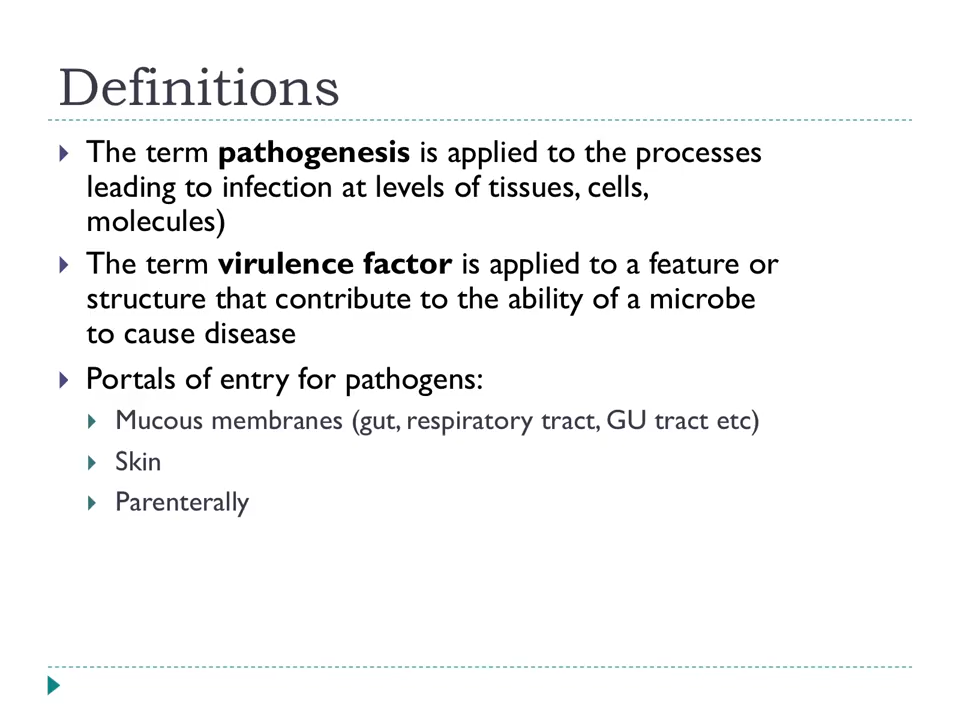 Definitions
The term pathogenesis is applied to the processes
leading to infection at levels of tissues, cells,
molecules)
The term virulence factor is applied to a feature or
structure that contribute to the ability of a microbe
to cause disease
Portals of entry for pathogens:
Mucous membranes (gut, respiratory tract, GU tract etc)
Skin
Parenterally